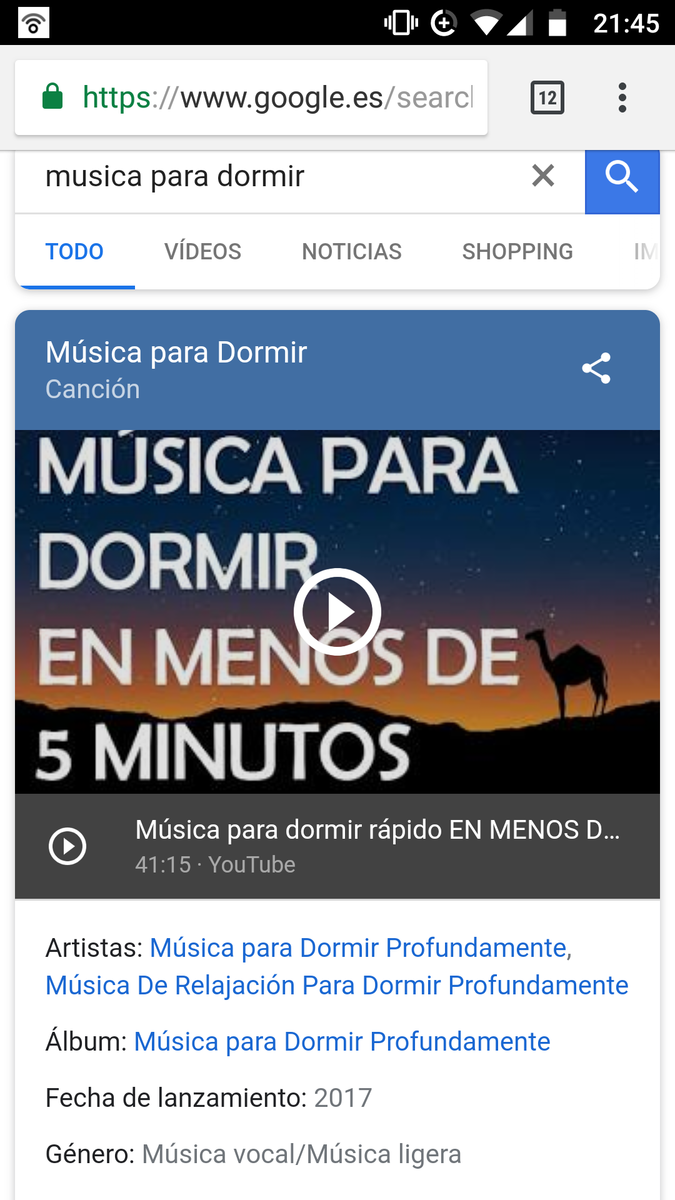 21:45
https://www.google.es/searc
12
musica para dormir
TODO VÍDEOS NOTICIAS SHOPPING IM
Música para Dormir
Canción
MÚSICA PARA
DORMIR
EN MENOS DE
5 MINUTOS
Música para dormir rápido EN MENOS D...
41:15 · YouTube
Artistas: Música para Dormir Profundamente,
Música De Relajación Para Dormir Profundamente
Álbum: Música para Dormir Profundamente
Fecha de lanzamiento: 2017
Género: Música vocal/Música ligera